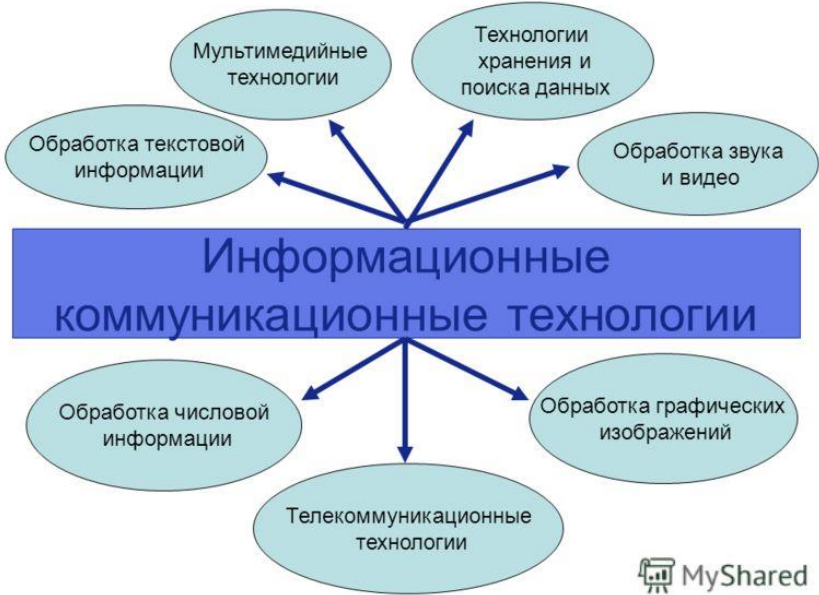 Мультимедийные
технологии
Технологии
хранения и
поиска данных
Обработка текстовой
информации
Обработка звука
и видео
Информационные
коммуникационные технологии
Обработка числовой
информации
Обработка графических
изображений
Телекоммуникационные
технологии
MyShared